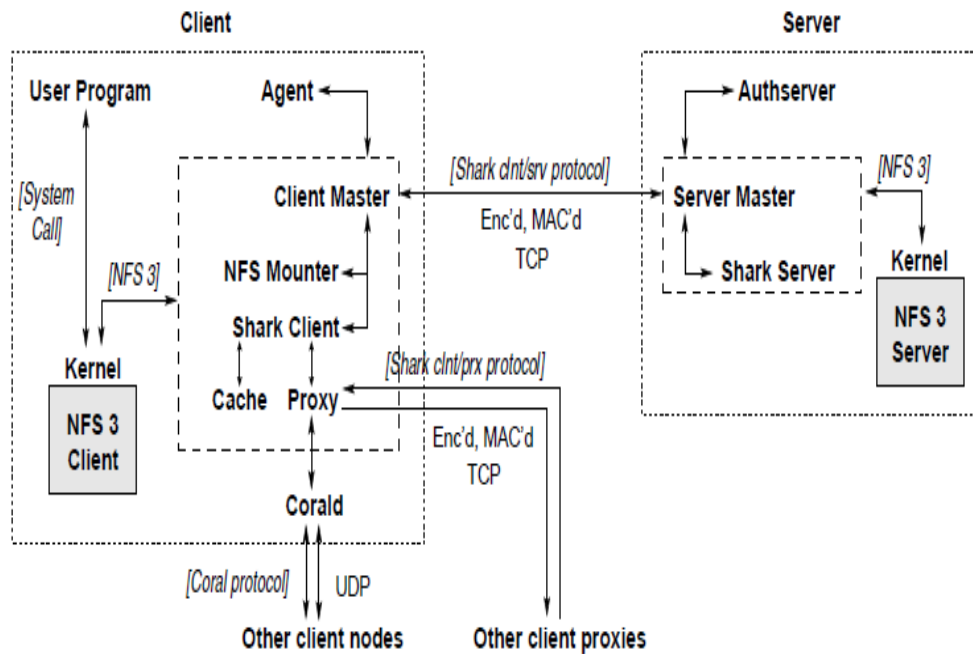 Client
Server
User Program
Agent
Authserver
[System
Call]
[NFS 3]
Client Master
NFS Mounter
Shark Client
Cache
Proxy
Kernel
NFS 3
Client
Corald
[Shark clnt/srv protocol]
Enc'd, MAC'd
TCP
Server Master
Shark Server
[NFS 3]
Kernel
NFS 3
Server
[Shark clnt/prx protocol]
Enc'd, MAC'd
TCP
[Coral protocol]
UDP
Other client nodes
Other client proxies